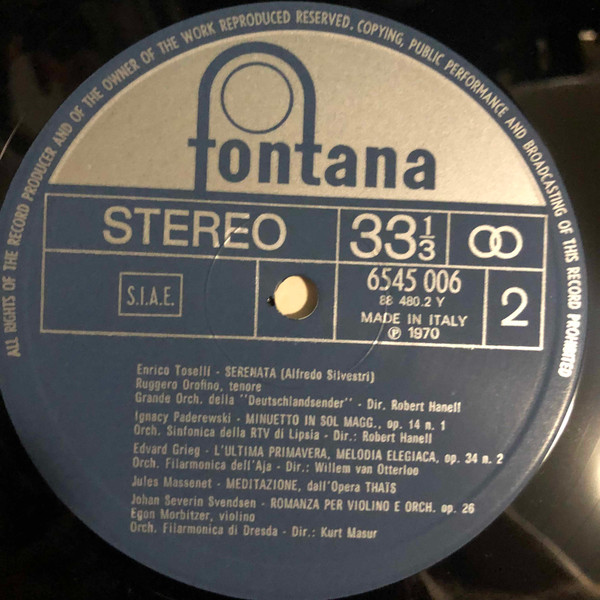 ALL RIGHTS OF THE RECORD PRODUCER AND OF THE OWNER OF THE WORK REPRODUCED RESERVED. COPYING, PUBLIC PERFORMANCE AND BROADCASTING OF THIS RECORD PROHIBITED
fontana
STEREO
33 1/3
S.I.A.E.
6545 006
88 480.2 Y
MADE IN ITALY
℗ 1970
2
Enrico Toselli - SERENATA (Alfredo Silvestri)
Ruggero Orofino, tenore
Grande Orch. della "Deutschlandsender" - Dir. Robert Hanell
Ignacy Paderewski - MINUETTO IN SOL MAGG., op. 14 n. 1
Orch. Sinfonica della RTV di Lipsia - Dir.: Robert Hanell
Edvard Grieg - L'ULTIMA PRIMAVERA, MELODIA ELEGIACA, op. 34 n. 2
Orch. Filarmonica dell'Aja - Dir.: Willem van Otterloo
Jules Massenet - MEDITAZIONE, dall'Opera THAÏS
Johan Severin Svendsen - ROMANZA PER VIOLINO E ORCH. op. 26
Egon Morbitzer, violino
Orch. Filarmonica di Dresda - Dir.: Kurt Masur